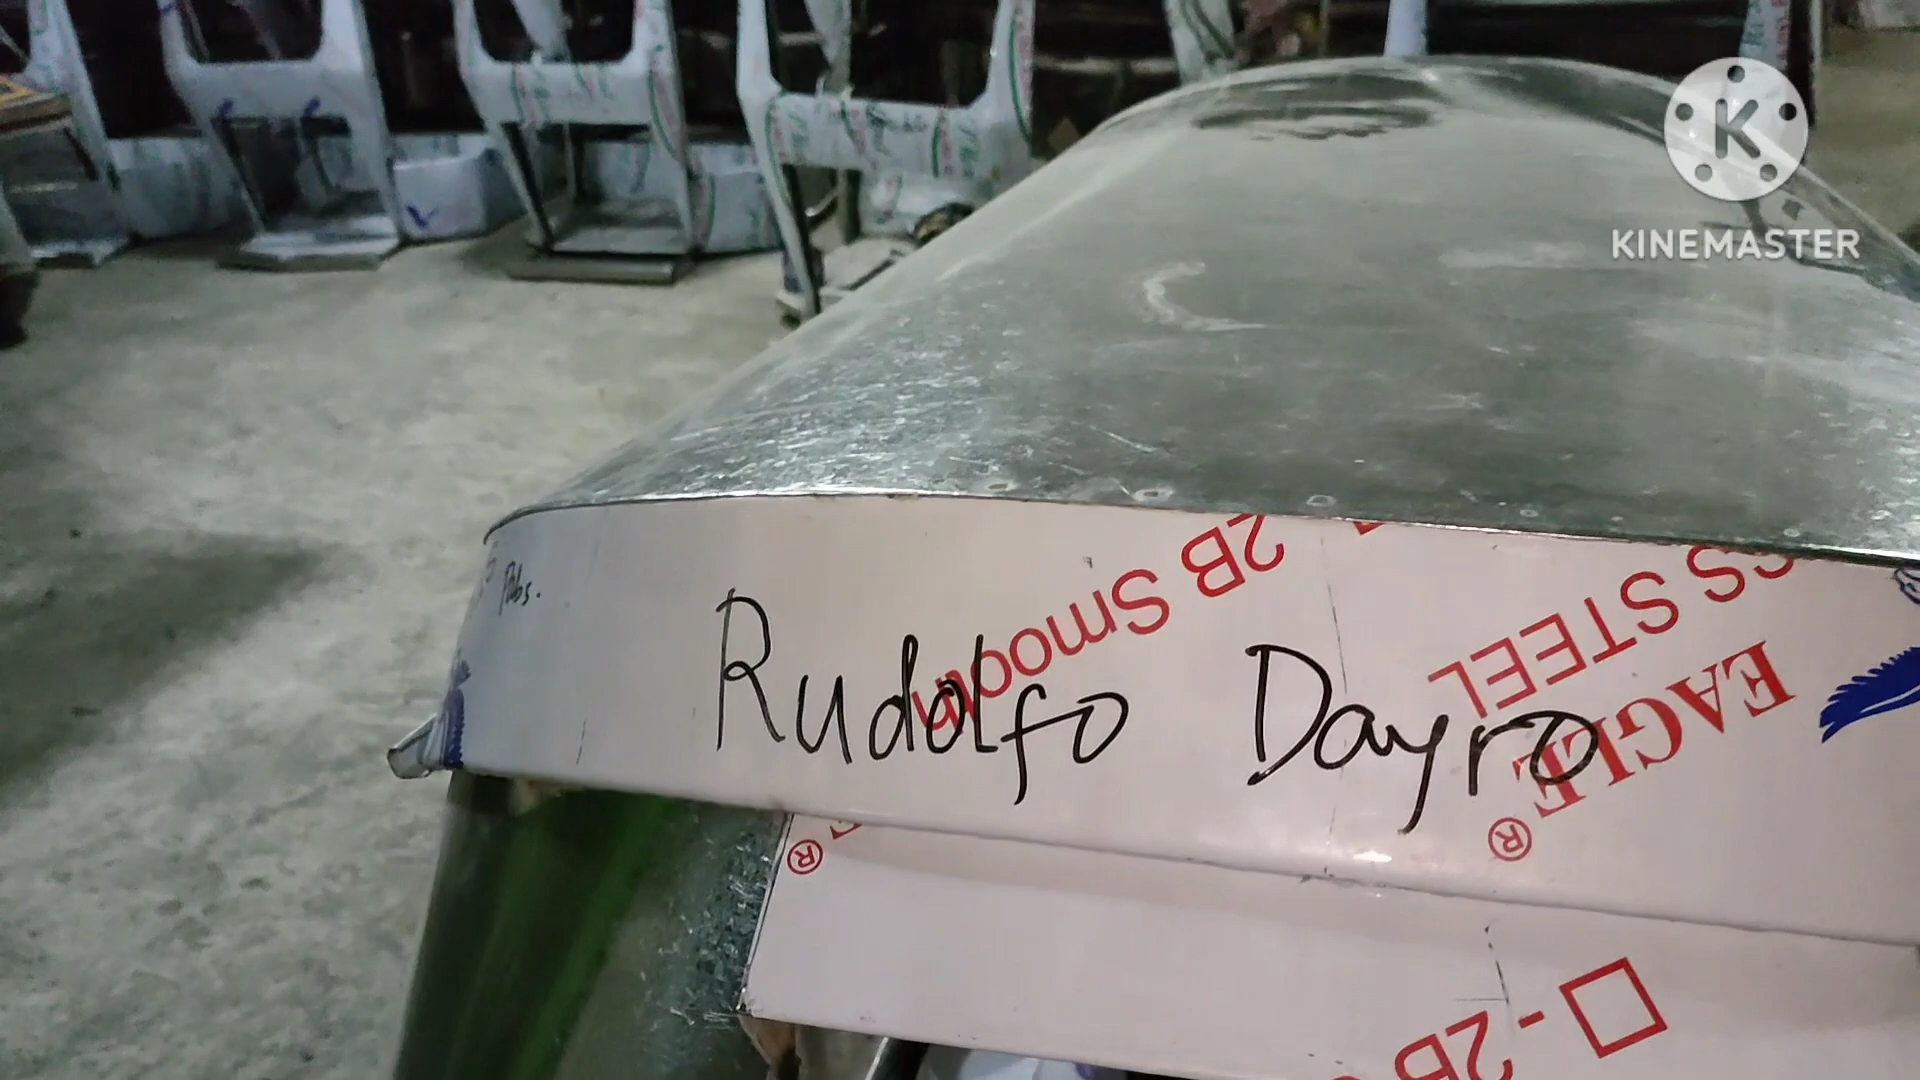 K
KINEMASTER
Rudolfo Dayro
2B Smooth
SS STEEL
EAGLE®
®
- 2B